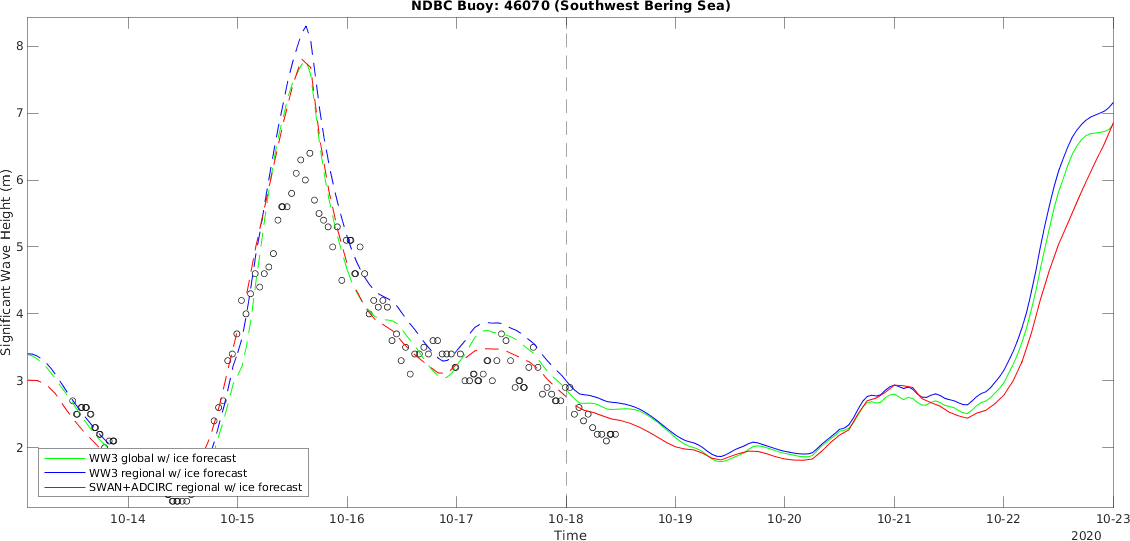 NDBC Buoy: 46070 (Southwest Bering Sea)
Significant Wave Height (m)
8
7
6
5
4
3
2
WW3 global w/ ice forecast
WW3 regional w/ ice forecast
SWAN+ADCIRC regional w/ ice forecast
10-14 10-15 10-16 10-17 10-18 10-19 10-20 10-21 10-22 10-23
Time
2020